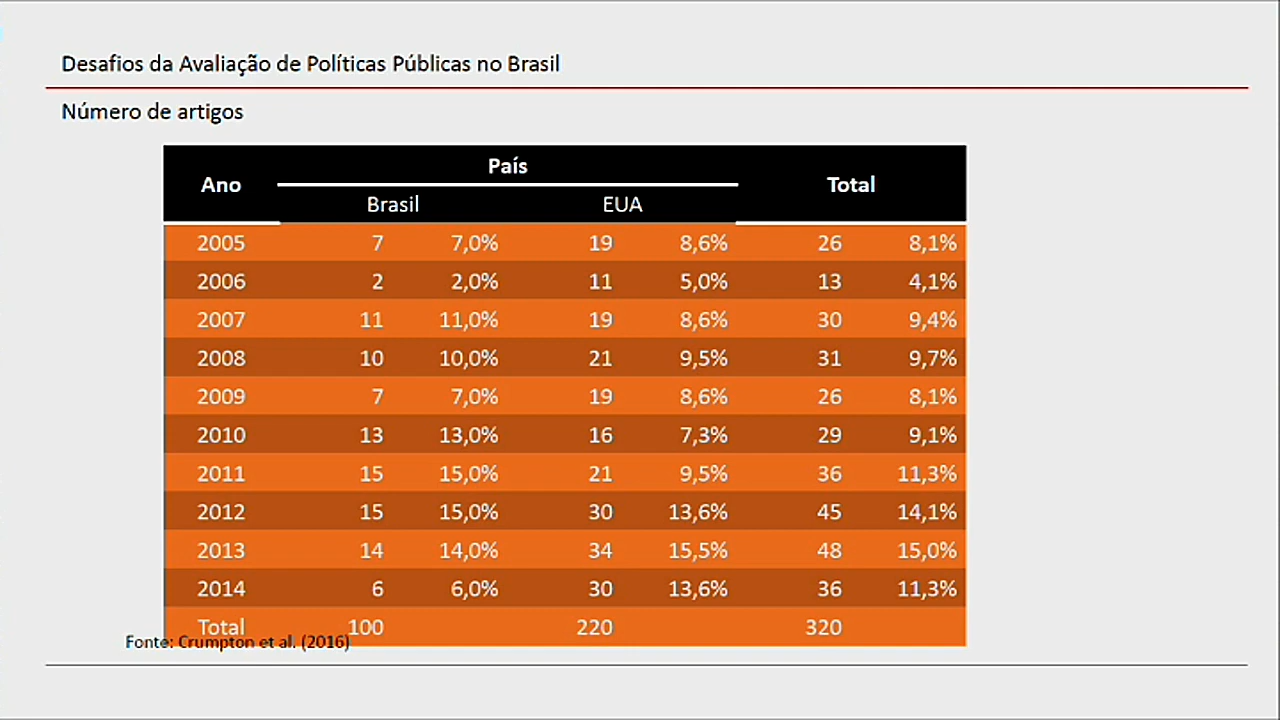 Desafios da Avaliação de Políticas Públicas no Brasil
Número de artigos
Ano País Total
Brasil EUA
2005 7 7,0% 19 8,6% 26 8,1%
2006 2 2,0% 11 5,0% 13 4,1%
2007 11 11,0% 19 8,6% 30 9,4%
2008 10 10,0% 21 9,5% 31 9,7%
2009 7 7,0% 19 8,6% 26 8,1%
2010 13 13,0% 16 7,3% 29 9,1%
2011 15 15,0% 21 9,5% 36 11,3%
2012 15 15,0% 30 13,6% 45 14,1%
2013 14 14,0% 34 15,5% 48 15,0%
2014 6 6,0% 30 13,6% 36 11,3%
Total 100 220 320
Fonte: Crumpton et al. (2016)